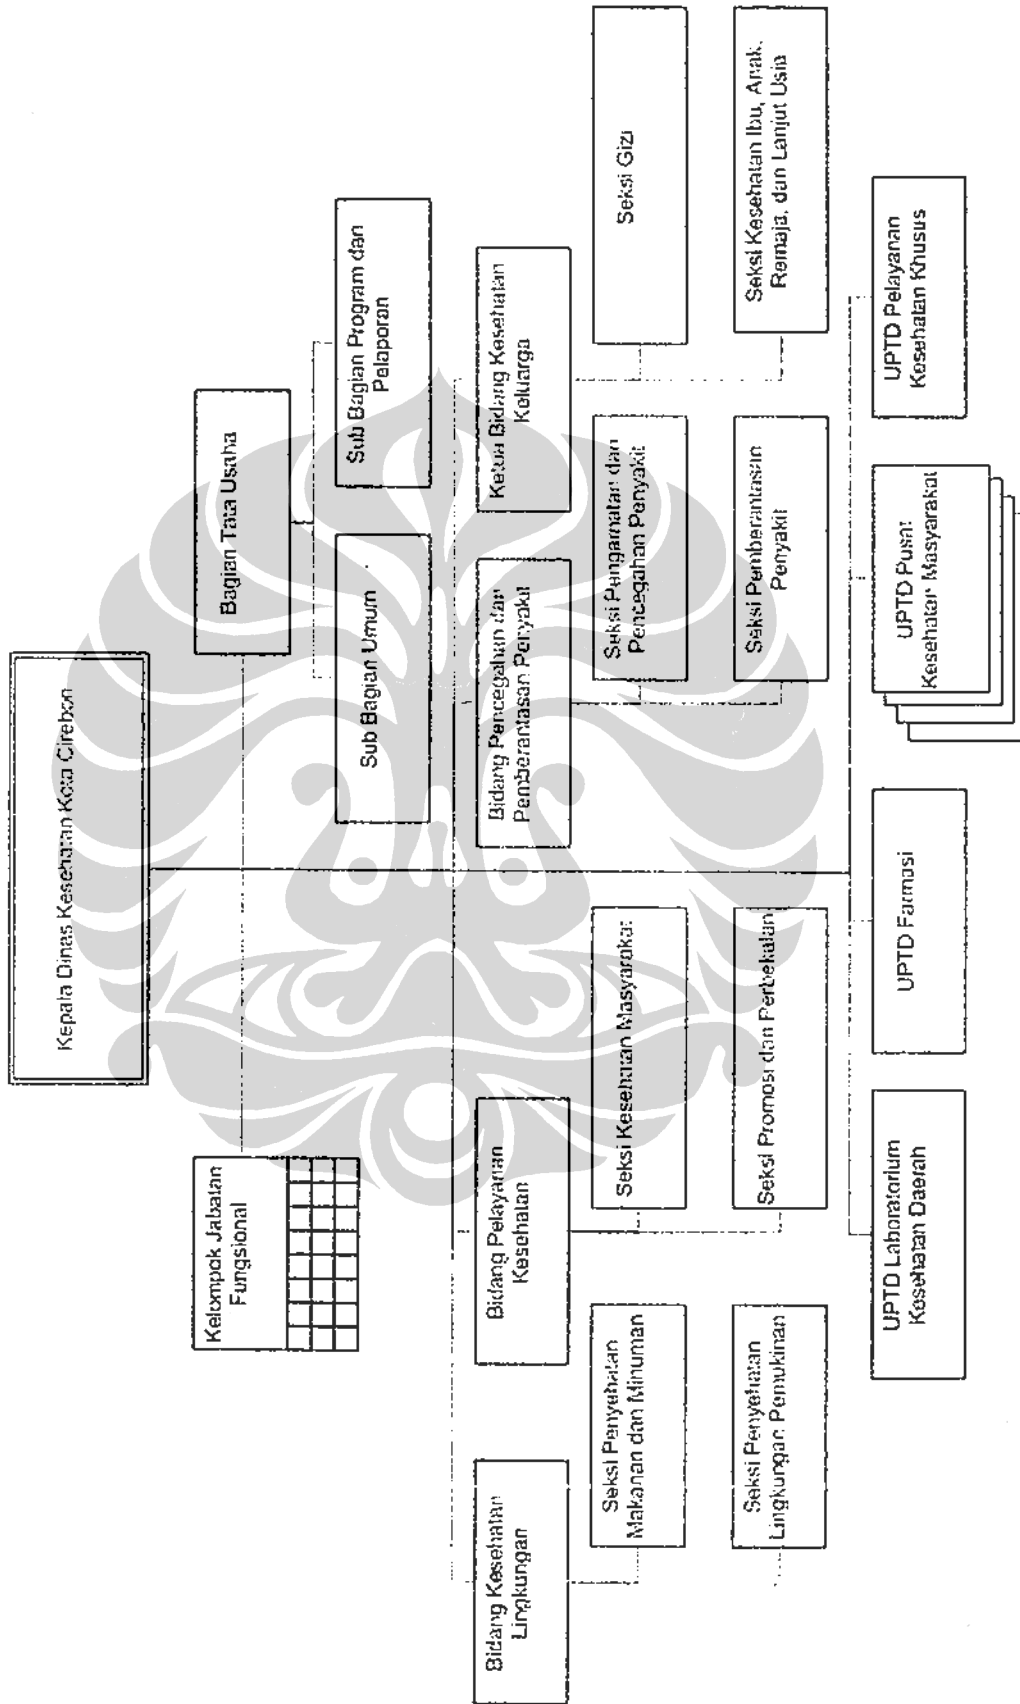 Kepala Dinas Kesehatan Kota Cirebon
Kelompok Jabatan
Fungsional
Bagian Tata Usaha
Sub Bagian Umum
Sub Bagian Program dan
Pelaporan
Bidang Kesehatan
Lingkungan
Bidang Pelayanan
Kesehatan
Bidang Pencegahan dan
Pemberantasan Penyakit
Ketua Bidang Kesehatan
Keluarga
Seksi Penyehatan
Makanan dan Minuman
Seksi Kesehatan Masyarakat
Seksi Pengamatan dan
Pencegahan Penyakit
Seksi Gizi
Seksi Penyehatan
Lingkungan Pemukinan
Seksi Promosi dan Perbekalan
Seksi Pemberantasan
Penyakit
Seksi Kesehatan Ibu, Anak,
Remaja, dan Lanjut Usia
UPTD Laboratorium
Kesehatan Daerah
UPTD Farmasi
UPTD Pusat
Kesehatan Masyarakat
UPTD Pelayanan
Kesehatan Khusus